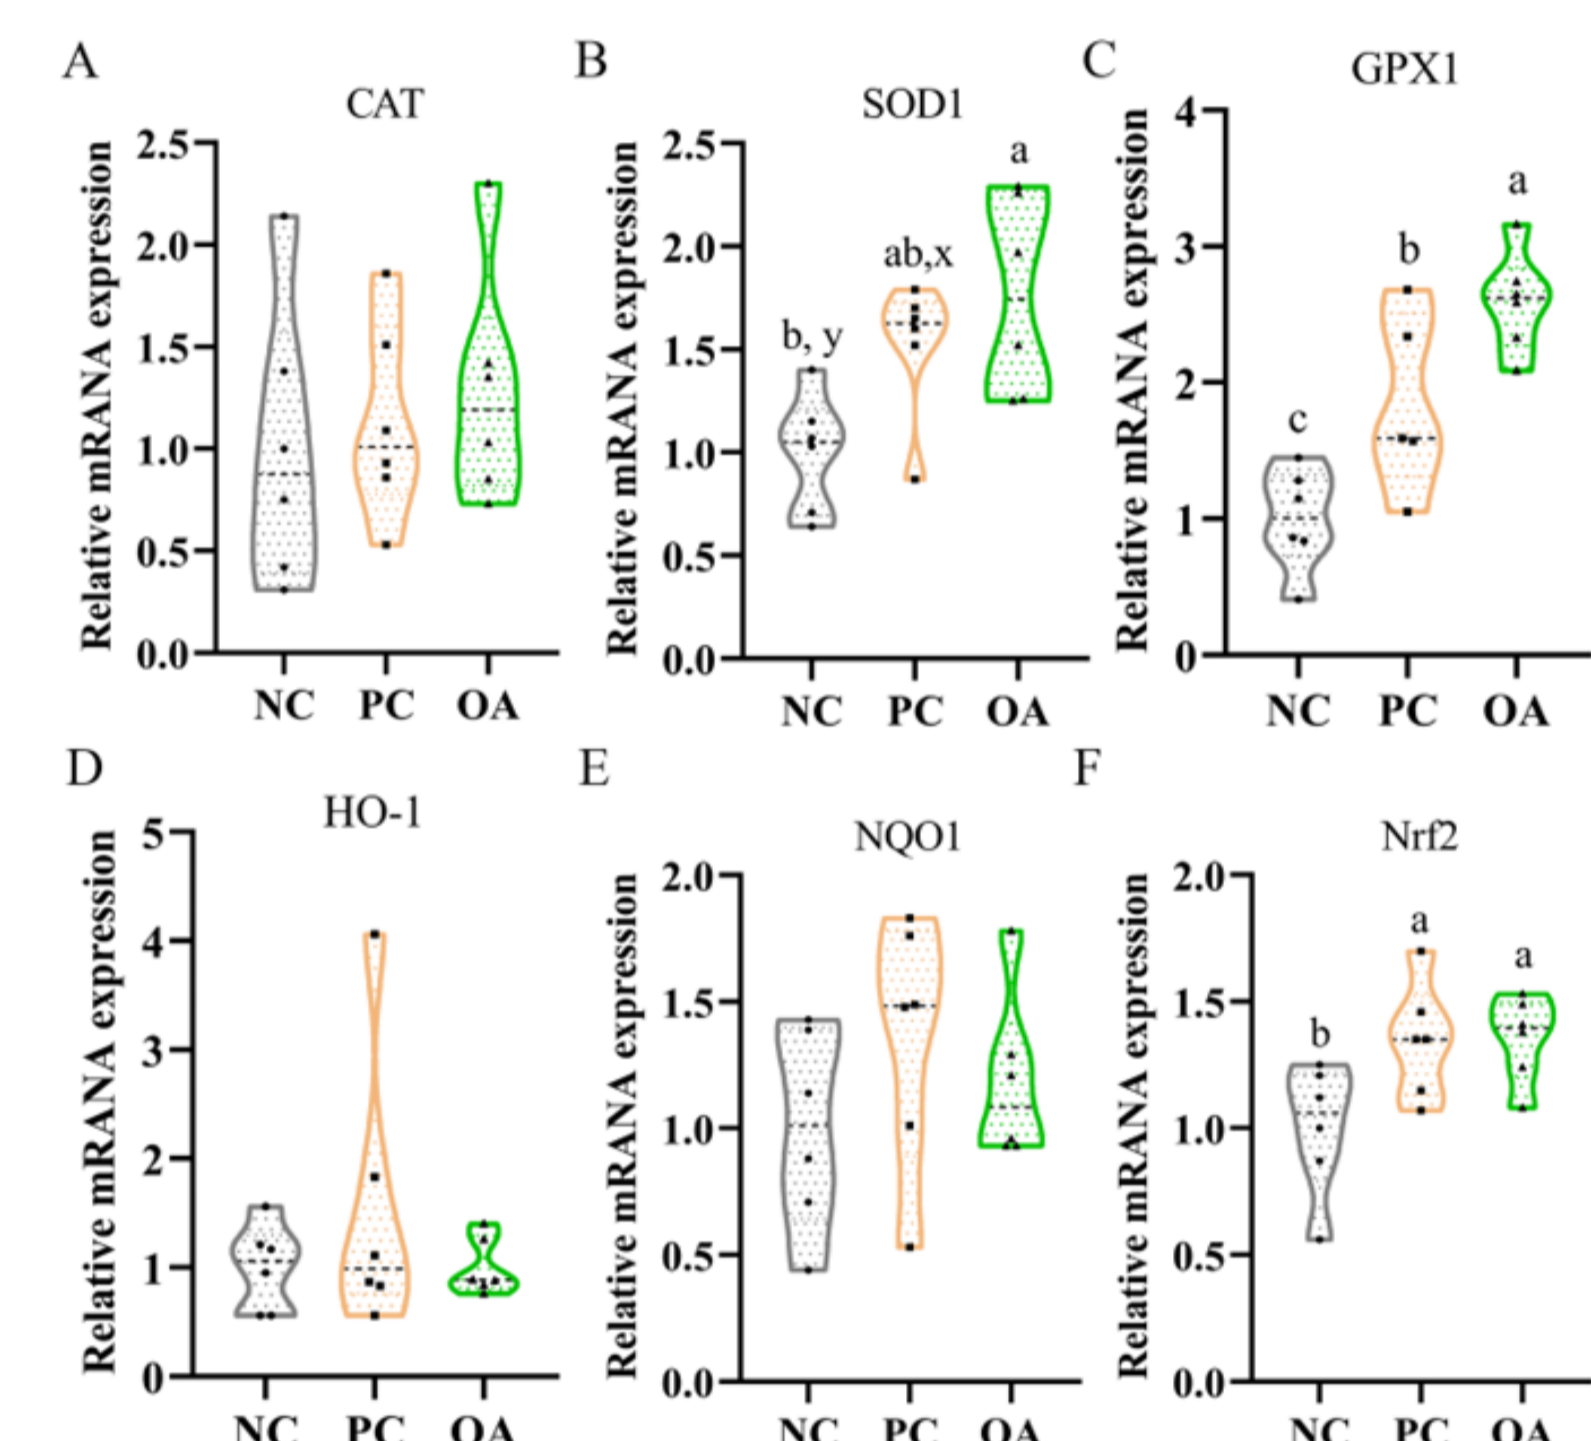 A
CAT
Relative mRANA expression
2.5
2.0
1.5
1.0
0.5
0.0
NC PC OA
B
SOD1
Relative mRANA expression
2.5
2.0
1.5
1.0
0.5
0.0
b, y
ab,x
a
NC PC OA
C
GPX1
Relative mRANA expression
4
3
2
1
0
c
b
a
NC PC OA
D
HO-1
Relative mRANA expression
5
4
3
2
1
0
NC PC OA
E
NQO1
Relative mRANA expression
2.0
1.5
1.0
0.5
0.0
NC PC OA
F
Nrf2
Relative mRANA expression
2.0
1.5
1.0
0.5
0.0
b
a
a
NC PC OA